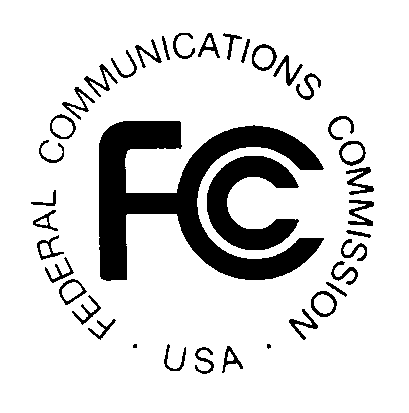 FEDERAL COMMUNICATIONS COMMISSION
FCC
· USA ·